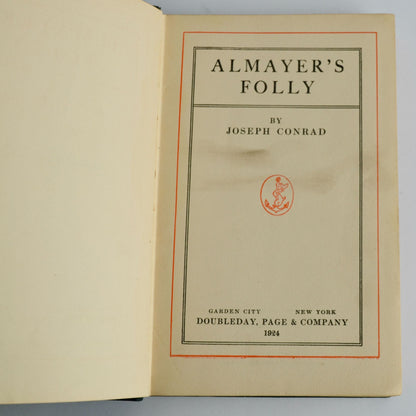 ALMAYER'S
FOLLY
BY
JOSEPH CONRAD
GARDEN CITY NEW YORK
DOUBLEDAY, PAGE & COMPANY
1924